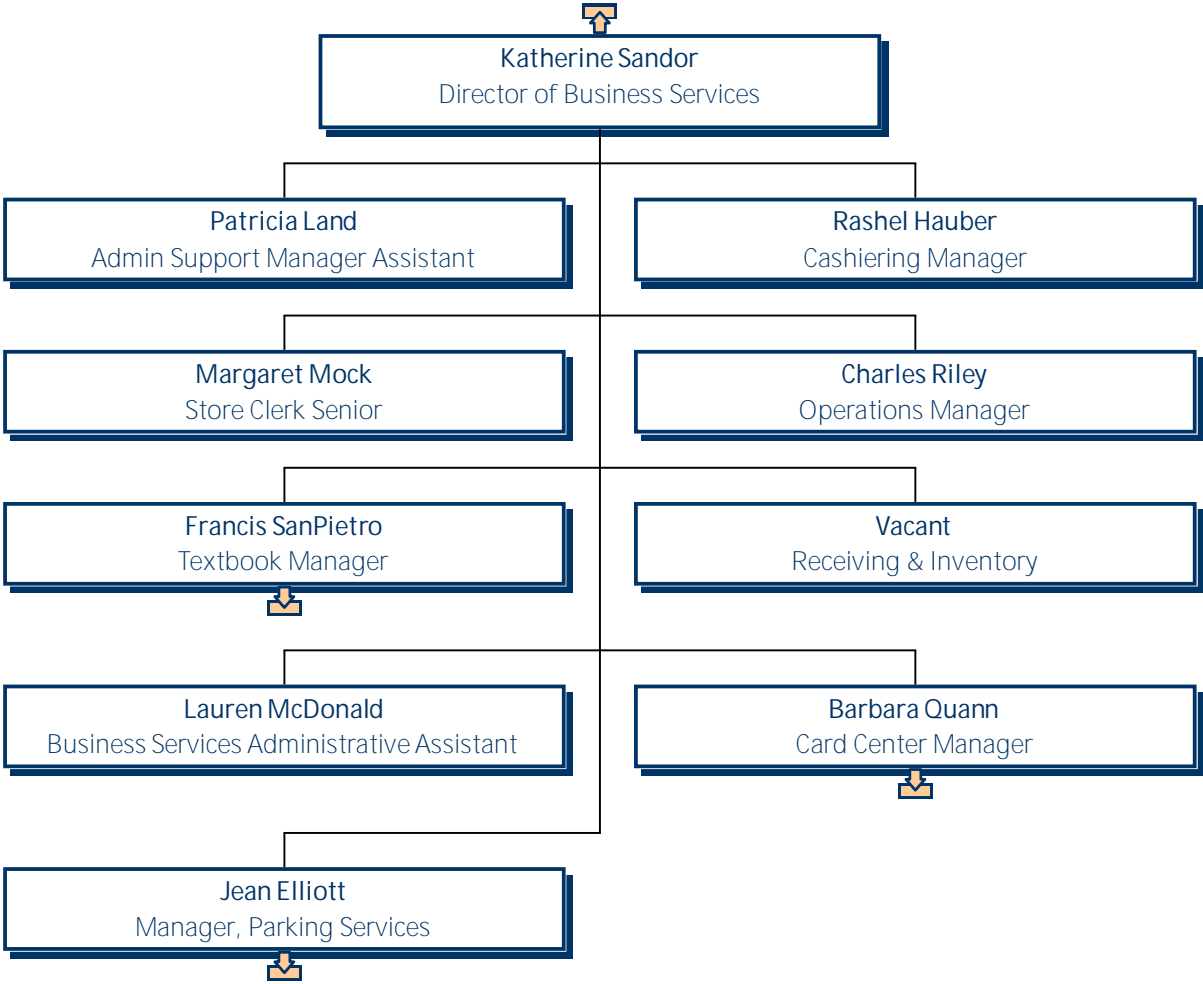 Katherine Sandor
Director of Business Services
Patricia Land
Admin Support Manager Assistant
Rashel Hauber
Cashiering Manager
Margaret Mock
Store Clerk Senior
Charles Riley
Operations Manager
Francis SanPietro
Textbook Manager
Vacant
Receiving & Inventory
Lauren McDonald
Business Services Administrative Assistant
Barbara Quann
Card Center Manager
Jean Elliott
Manager, Parking Services